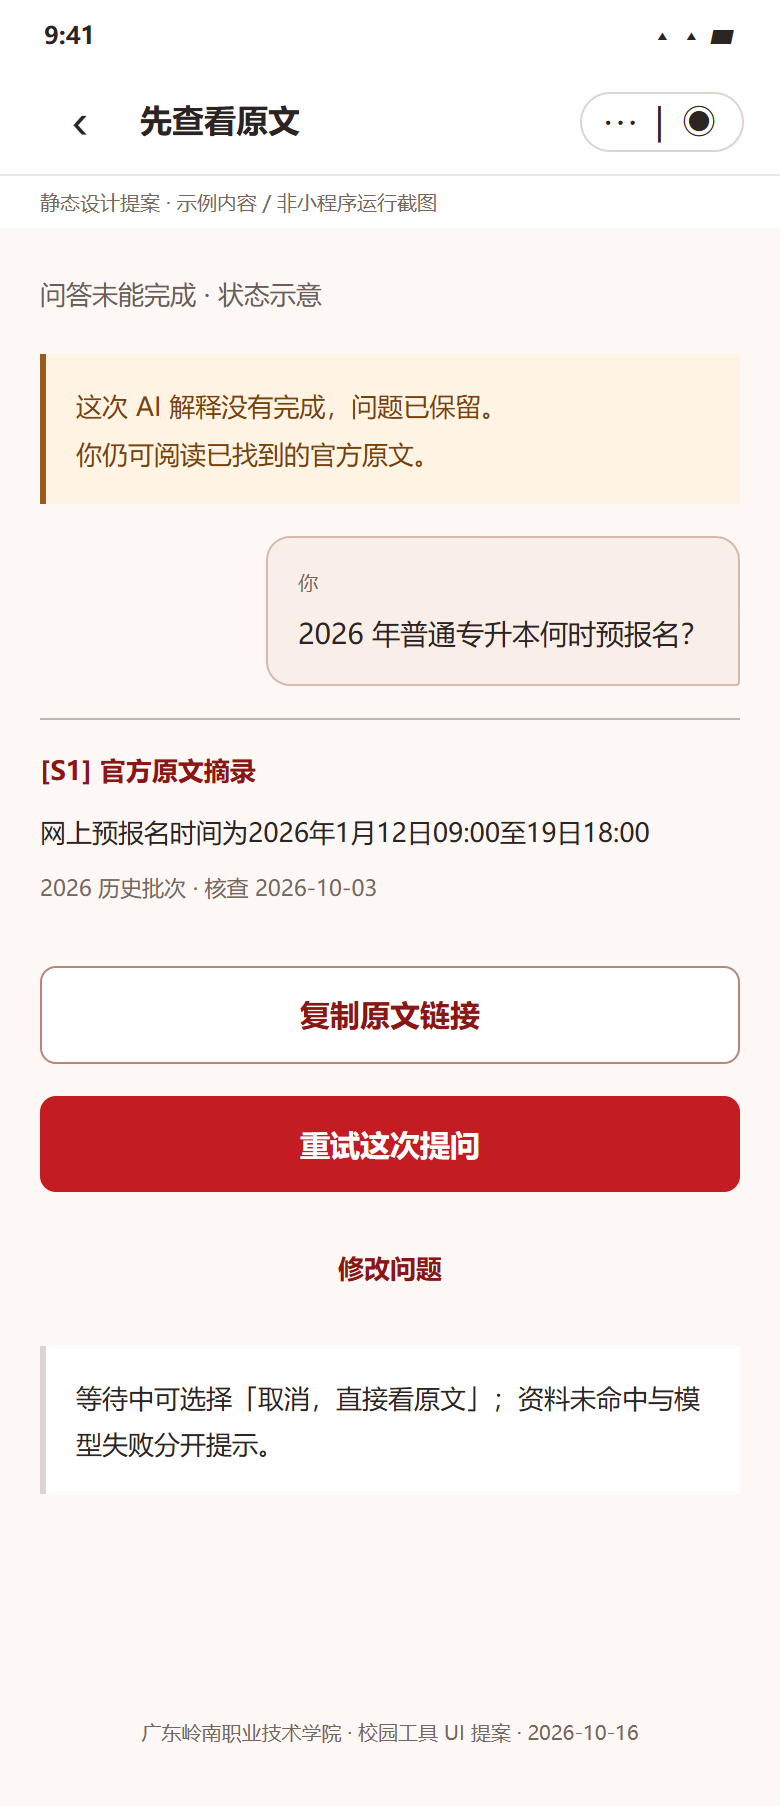 9:41
先查看原文
静态设计提案 · 示例内容 / 非小程序运行截图
问答未能完成 · 状态示意
这次 AI 解释没有完成，问题已保留。
你仍可阅读已找到的官方原文。
你
2026 年普通专升本何时预报名？
[S1] 官方原文摘录
网上预报名时间为2026年1月12日09:00至19日18:00
2026 历史批次 · 核查 2026-10-03
复制原文链接
重试这次提问
修改问题
等待中可选择「取消，直接看原文」；资料未命中与模
型失败分开提示。
广东岭南职业技术学院 · 校园工具 UI 提案 · 2026-10-16